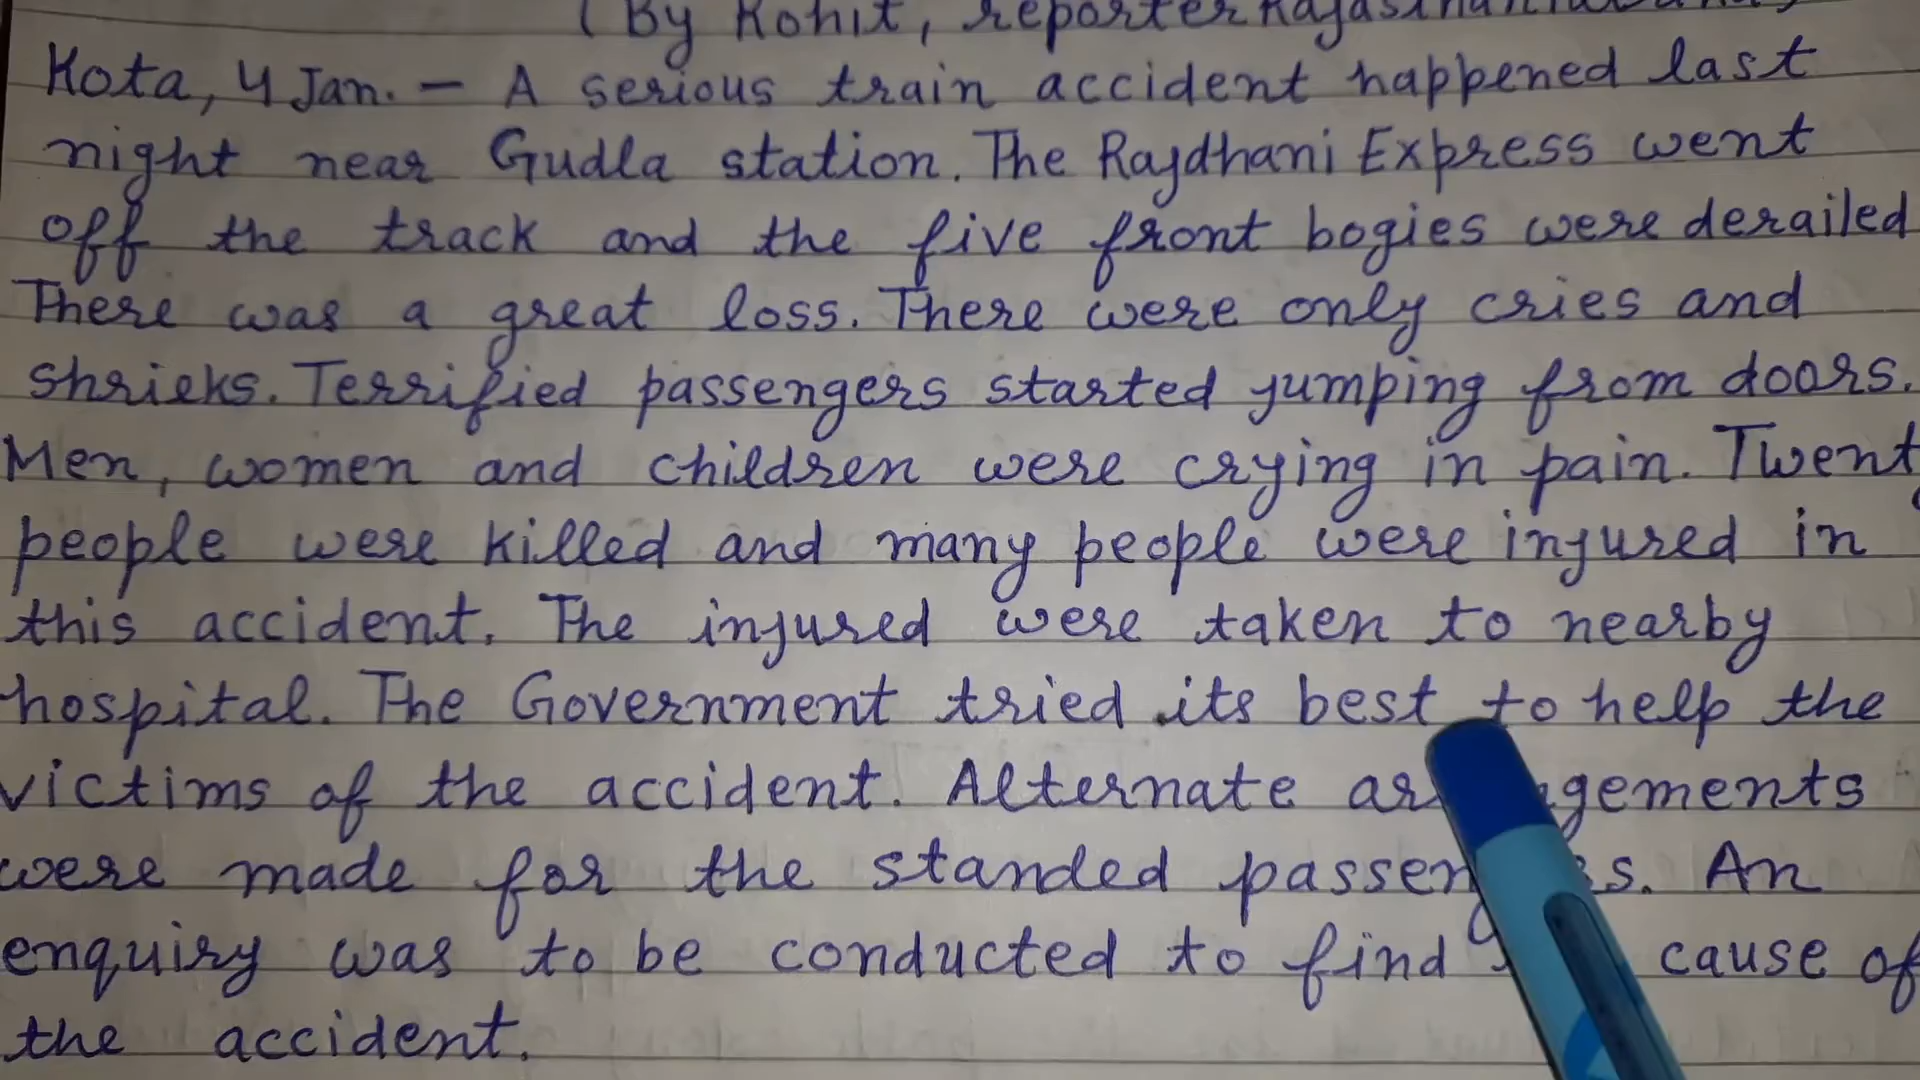 (By Rohit, reporter
Kota, 4 Jan. - A serious train accident happened last
night near Gudla station. The Rajdhani Express went
off the track and the five front bogies were derailed
There was a great loss. There were only cries and
shrieks. Terrified passengers started jumping from doors.
Men, women and children were crying in pain. Twenty
people were killed and many people were injured in
this accident. The injured were taken to nearby
hospital. The Government tried its best to help the
victims of the accident. Alternate
were made for the standed An
enquiry was to be conducted to find cause of
the accident.